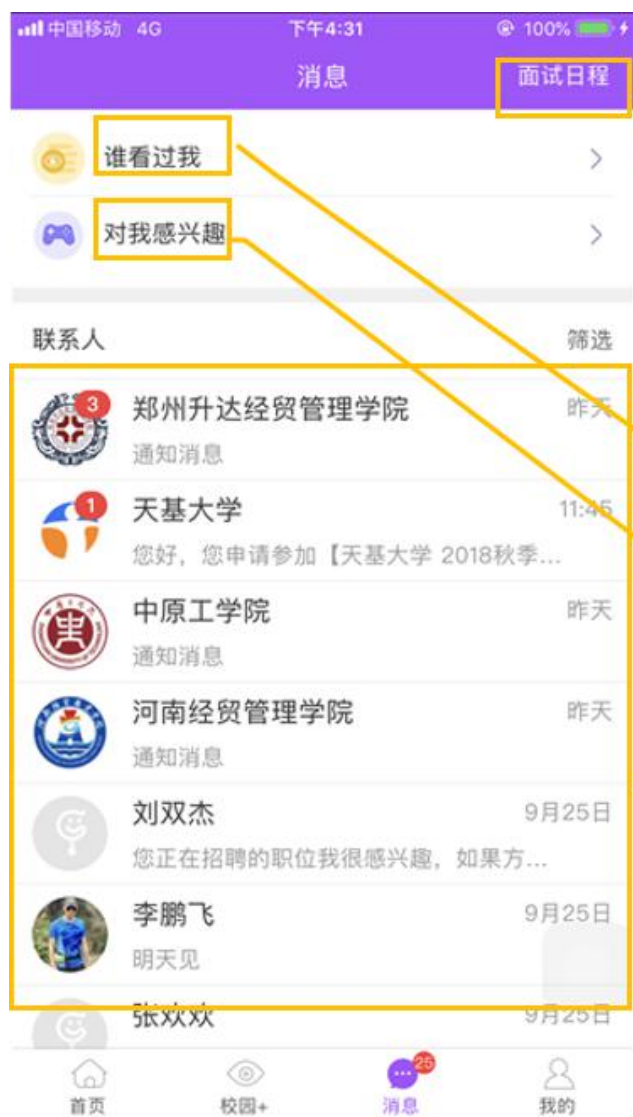 中国移动 4G 下午4:31 100%
消息 面试日程
谁看过我
对我感兴趣
联系人 筛选
3 郑州升达经贸管理学院 昨天
通知消息
1 天基大学 11:45
您好，您申请参加【天基大学 2018秋季...
中原工学院 昨天
通知消息
河南经贸管理学院 昨天
通知消息
刘双杰 9月25日
您正在招聘的职位我很感兴趣，如果方...
李鹏飞 9月25日
明天见
张欢欢 9月25日
25
首页 校园+ 消息 我的